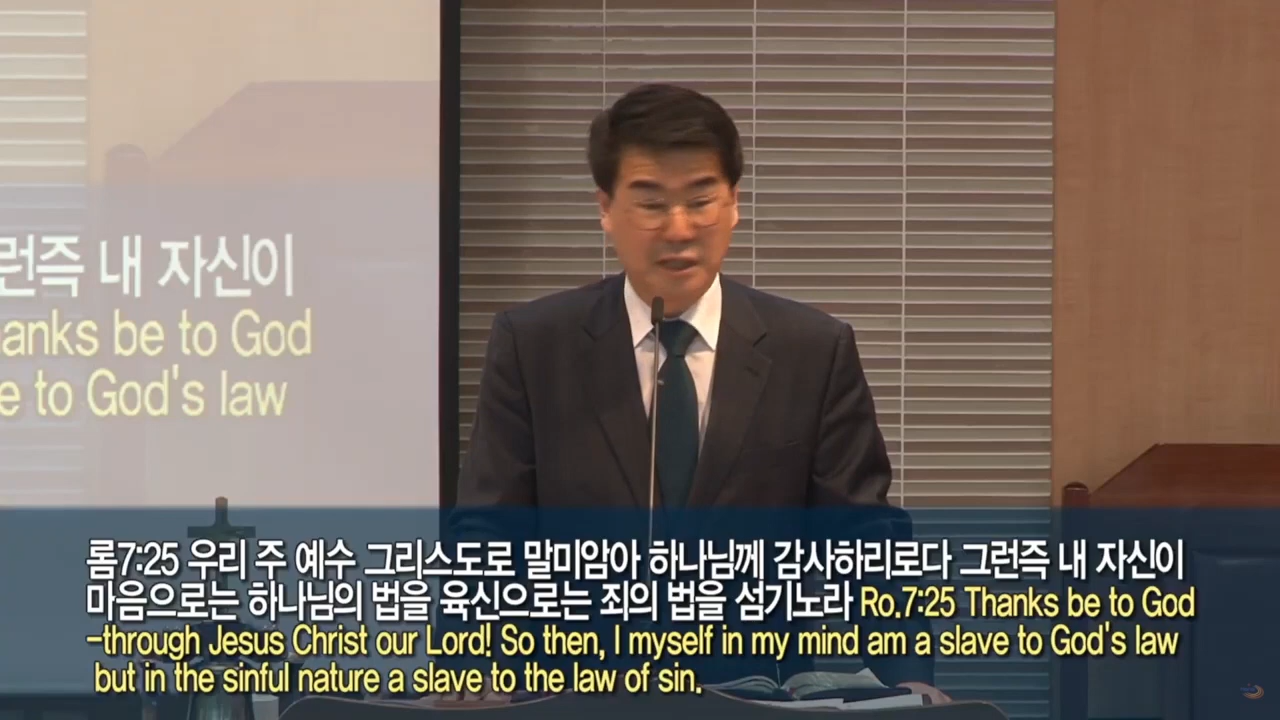 런즉 내 자신이
hanks be to God
e to God's law
롬7:25 우리 주 예수 그리스도로 말미암아 하나님께 감사하리로다 그런즉 내 자신이
마음으로는 하나님의 법을 육신으로는 죄의 법을 섬기노라 Ro.7:25 Thanks be to God
-through Jesus Christ our Lord! So then, I myself in my mind am a slave to God's law
but in the sinful nature a slave to the law of sin.